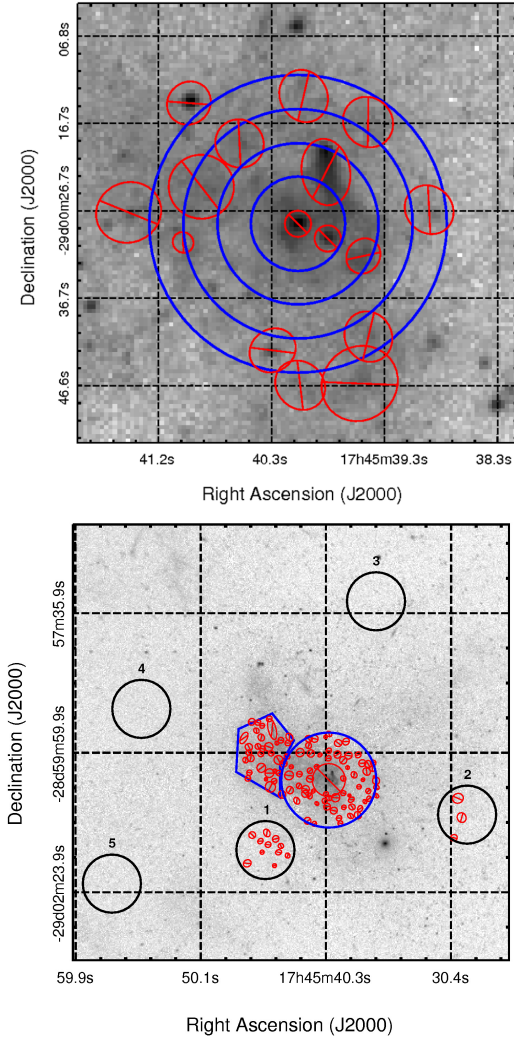 06.8s
16.7s
-29d00m26.7s
36.7s
46.6s
Declination (J2000)
41.2s 40.3s 17h45m39.3s 38.3s
Right Ascension (J2000)
3
57m35.9s
4
-28d59m59.9s
2
1
5
-29d02m23.9s
Declination (J2000)
59.9s 50.1s 17h45m40.3s 30.4s
Right Ascension (J2000)